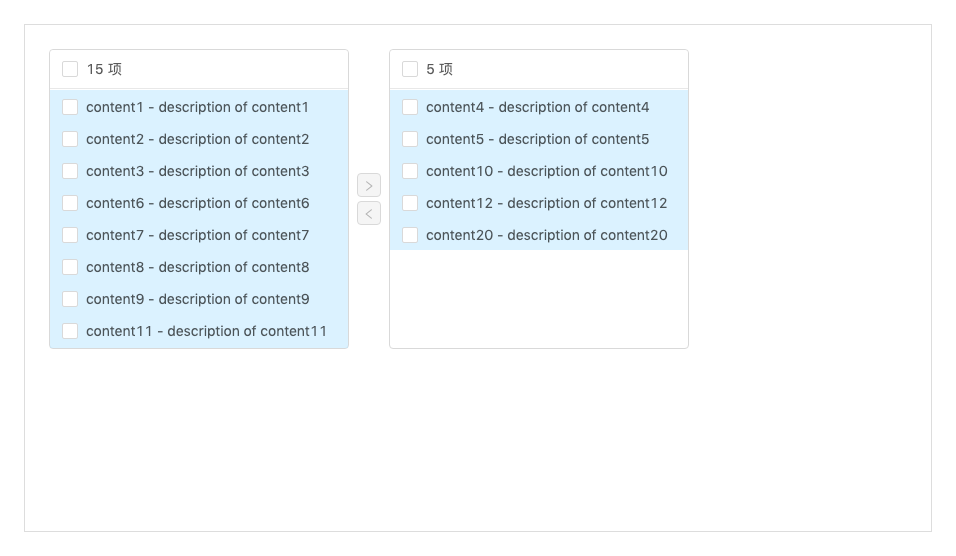 15 项
content1 - description of content1
content2 - description of content2
content3 - description of content3
content6 - description of content6
content7 - description of content7
content8 - description of content8
content9 - description of content9
content11 - description of content11
5 项
content4 - description of content4
content5 - description of content5
content10 - description of content10
content12 - description of content12
content20 - description of content20